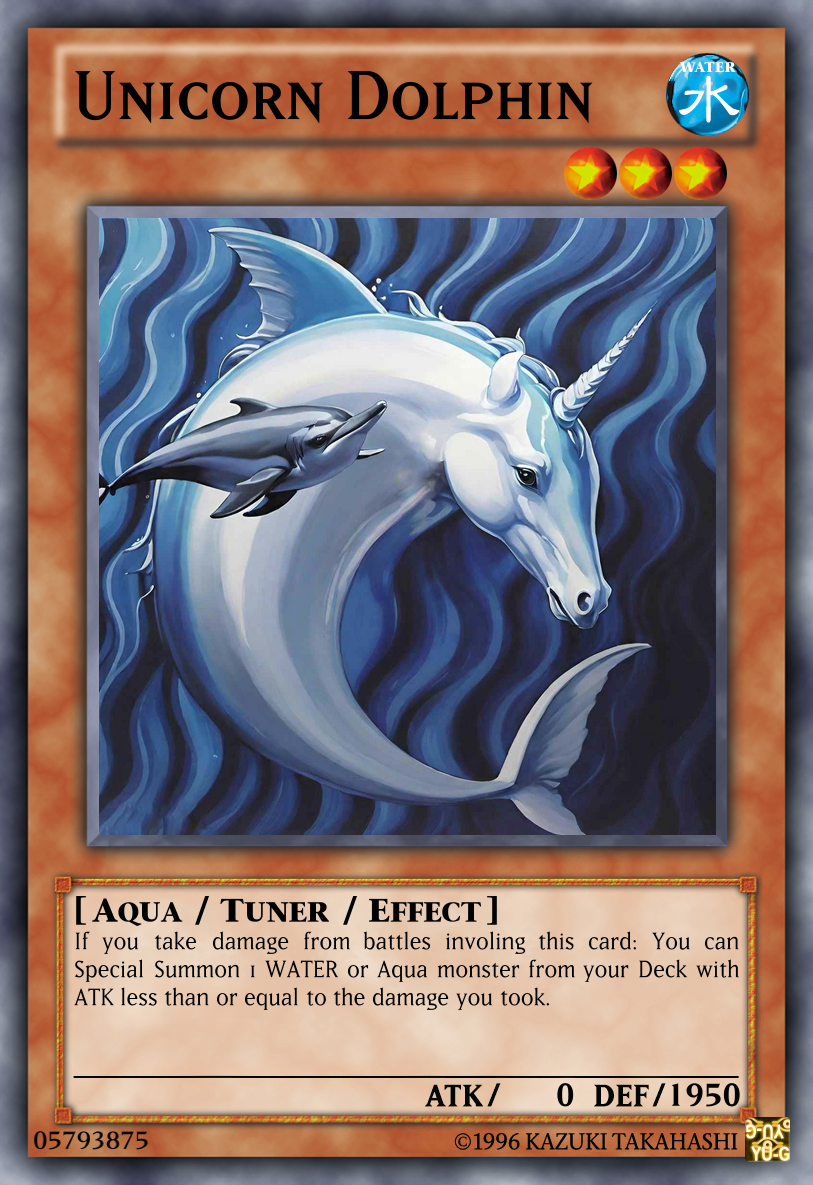 Unicorn Dolphin
WATER
水
[ Aqua / Tuner / Effect ]
If you take damage from battles involing this card: You can
Special Summon 1 WATER or Aqua monster from your Deck with
ATK less than or equal to the damage you took.
ATK/ 0 DEF/1950
05793875 ©1996 KAZUKI TAKAHASHI